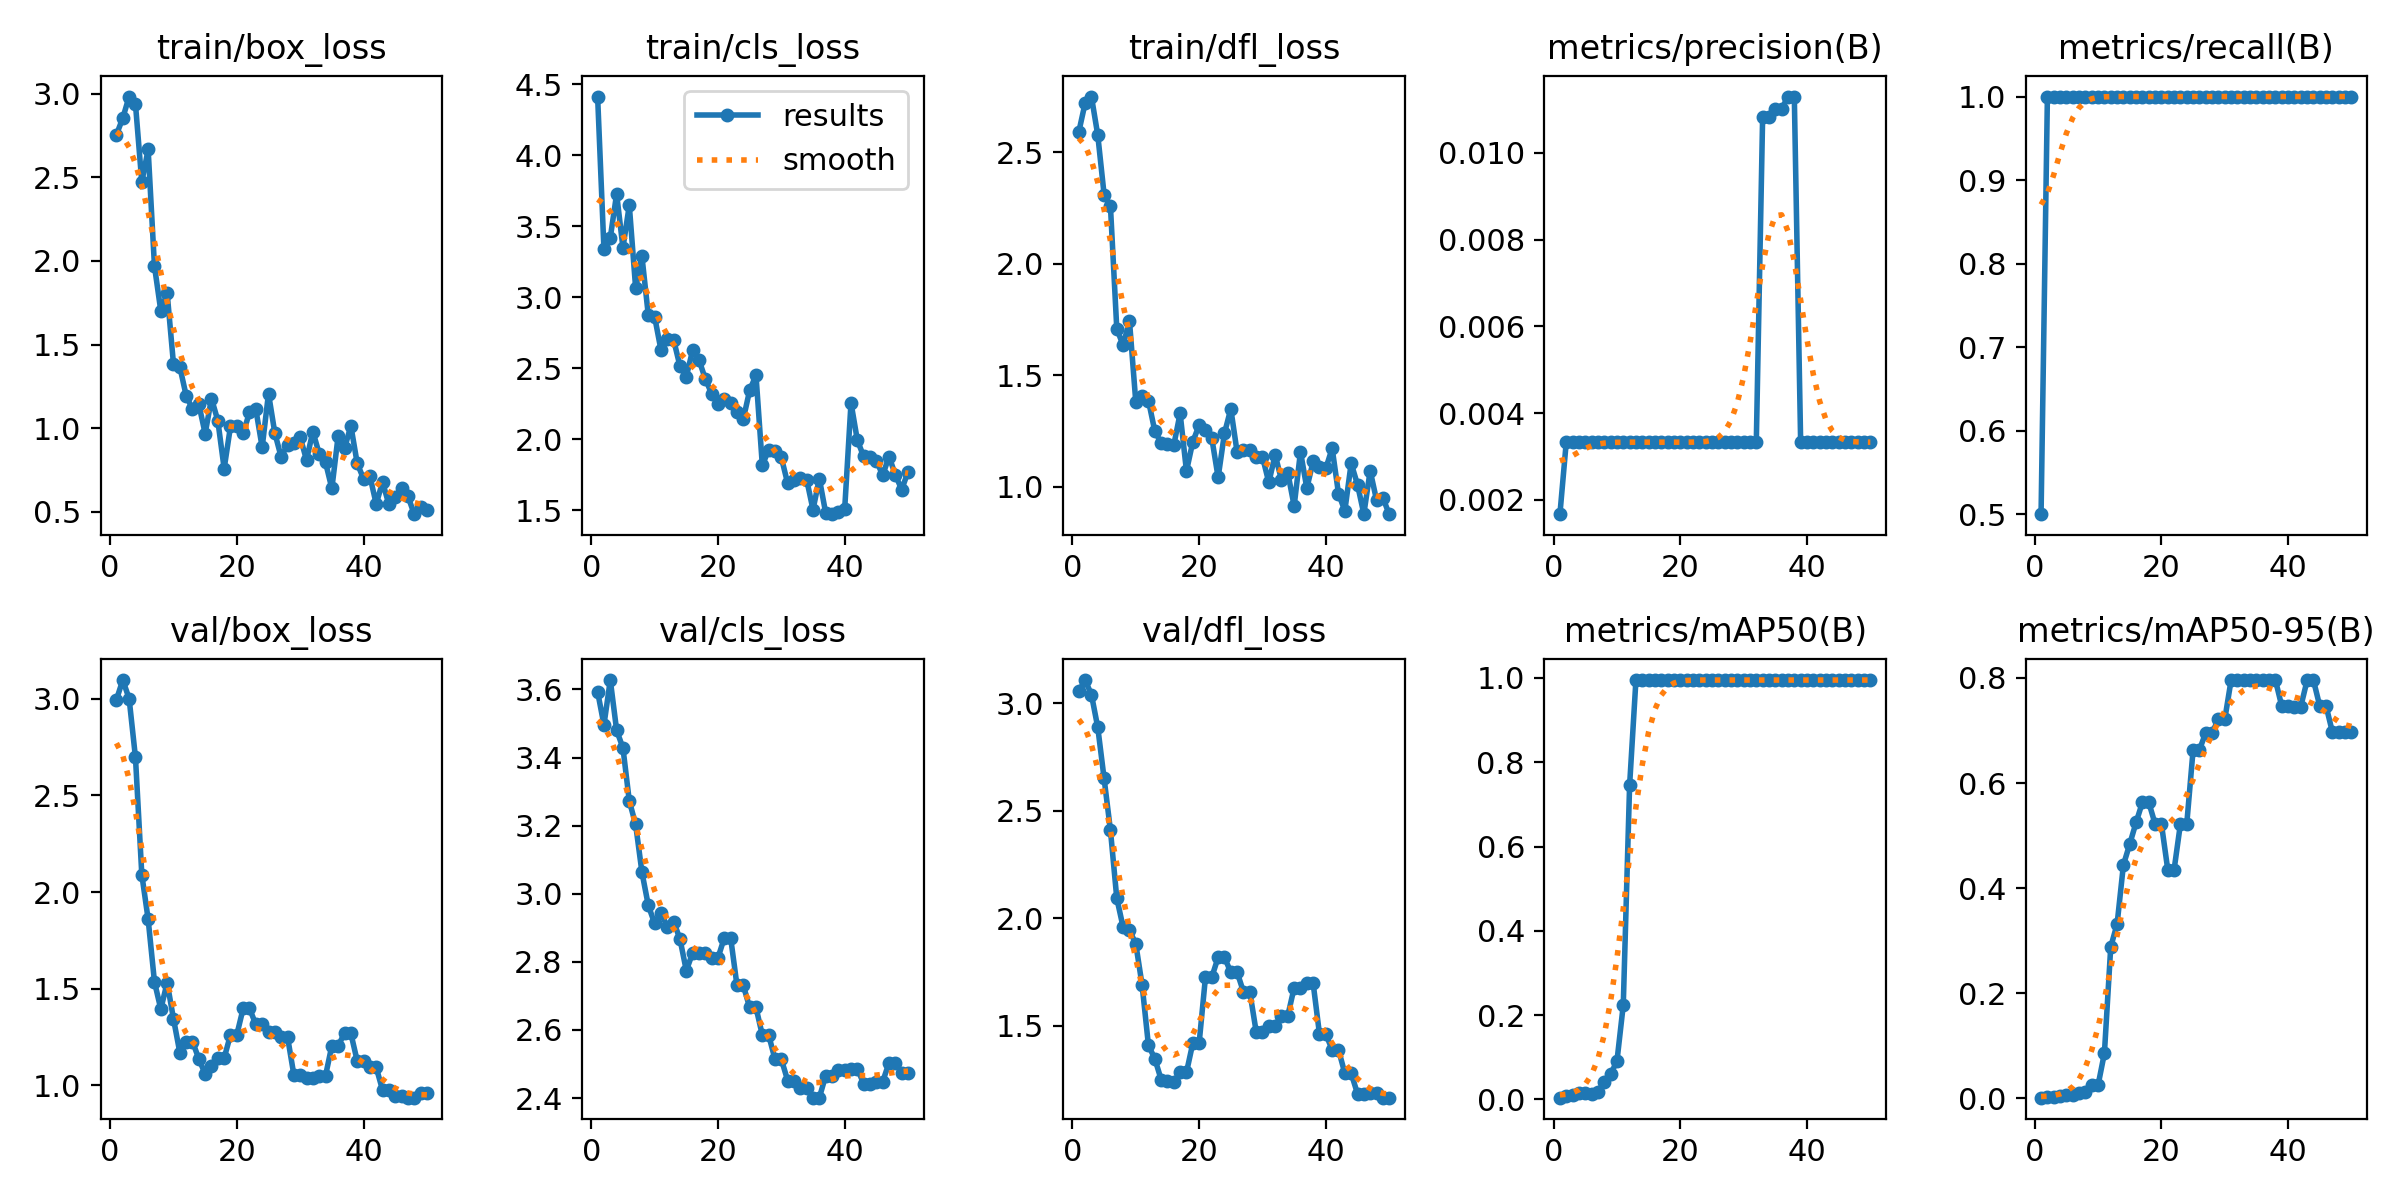 train/box_loss
train/cls_loss
train/dfl_loss
metrics/precision(B)
metrics/recall(B)
3.0
2.5
2.0
1.5
1.0
0.5
0 20 40
4.5
4.0
3.5
3.0
2.5
2.0
1.5
0 20 40
results
smooth
2.5
2.0
1.5
1.0
0 20 40
0.010
0.008
0.006
0.004
0.002
0 20 40
1.0
0.9
0.8
0.7
0.6
0.5
0 20 40
val/box_loss
val/cls_loss
val/dfl_loss
metrics/mAP50(B)
metrics/mAP50-95(B)
3.0
2.5
2.0
1.5
1.0
0 20 40
3.6
3.4
3.2
3.0
2.8
2.6
2.4
0 20 40
3.0
2.5
2.0
1.5
0 20 40
1.0
0.8
0.6
0.4
0.2
0.0
0 20 40
0.8
0.6
0.4
0.2
0.0
0 20 40